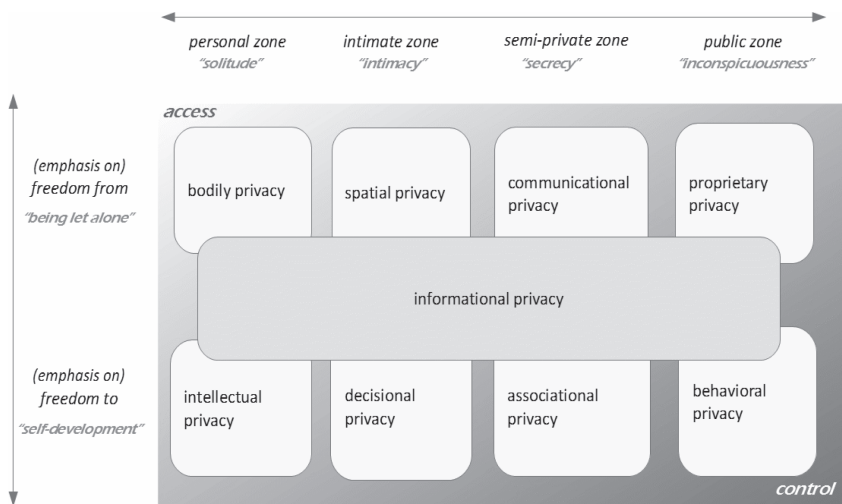 personal zone intimate zone semi-private zone public zone
"solitude" "intimacy" "secrecy" "inconspicuousness"
access
(emphasis on)
freedom from
"being let alone"
bodily privacy
spatial privacy
communicational
privacy
proprietary
privacy
informational privacy
(emphasis on)
freedom to
"self-development"
intellectual
privacy
decisional
privacy
associational
privacy
behavioral
privacy
control